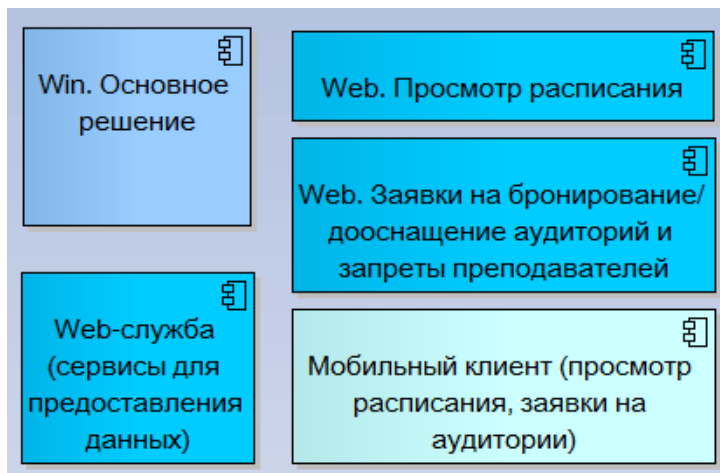 Win. Основное
решение
Web. Просмотр расписания
Web. Заявки на бронирование/
дооснащение аудиторий и
запреты преподавателей
Web-служба
(сервисы для
предоставления
данных)
Мобильный клиент (просмотр
расписания, заявки на
аудитории)